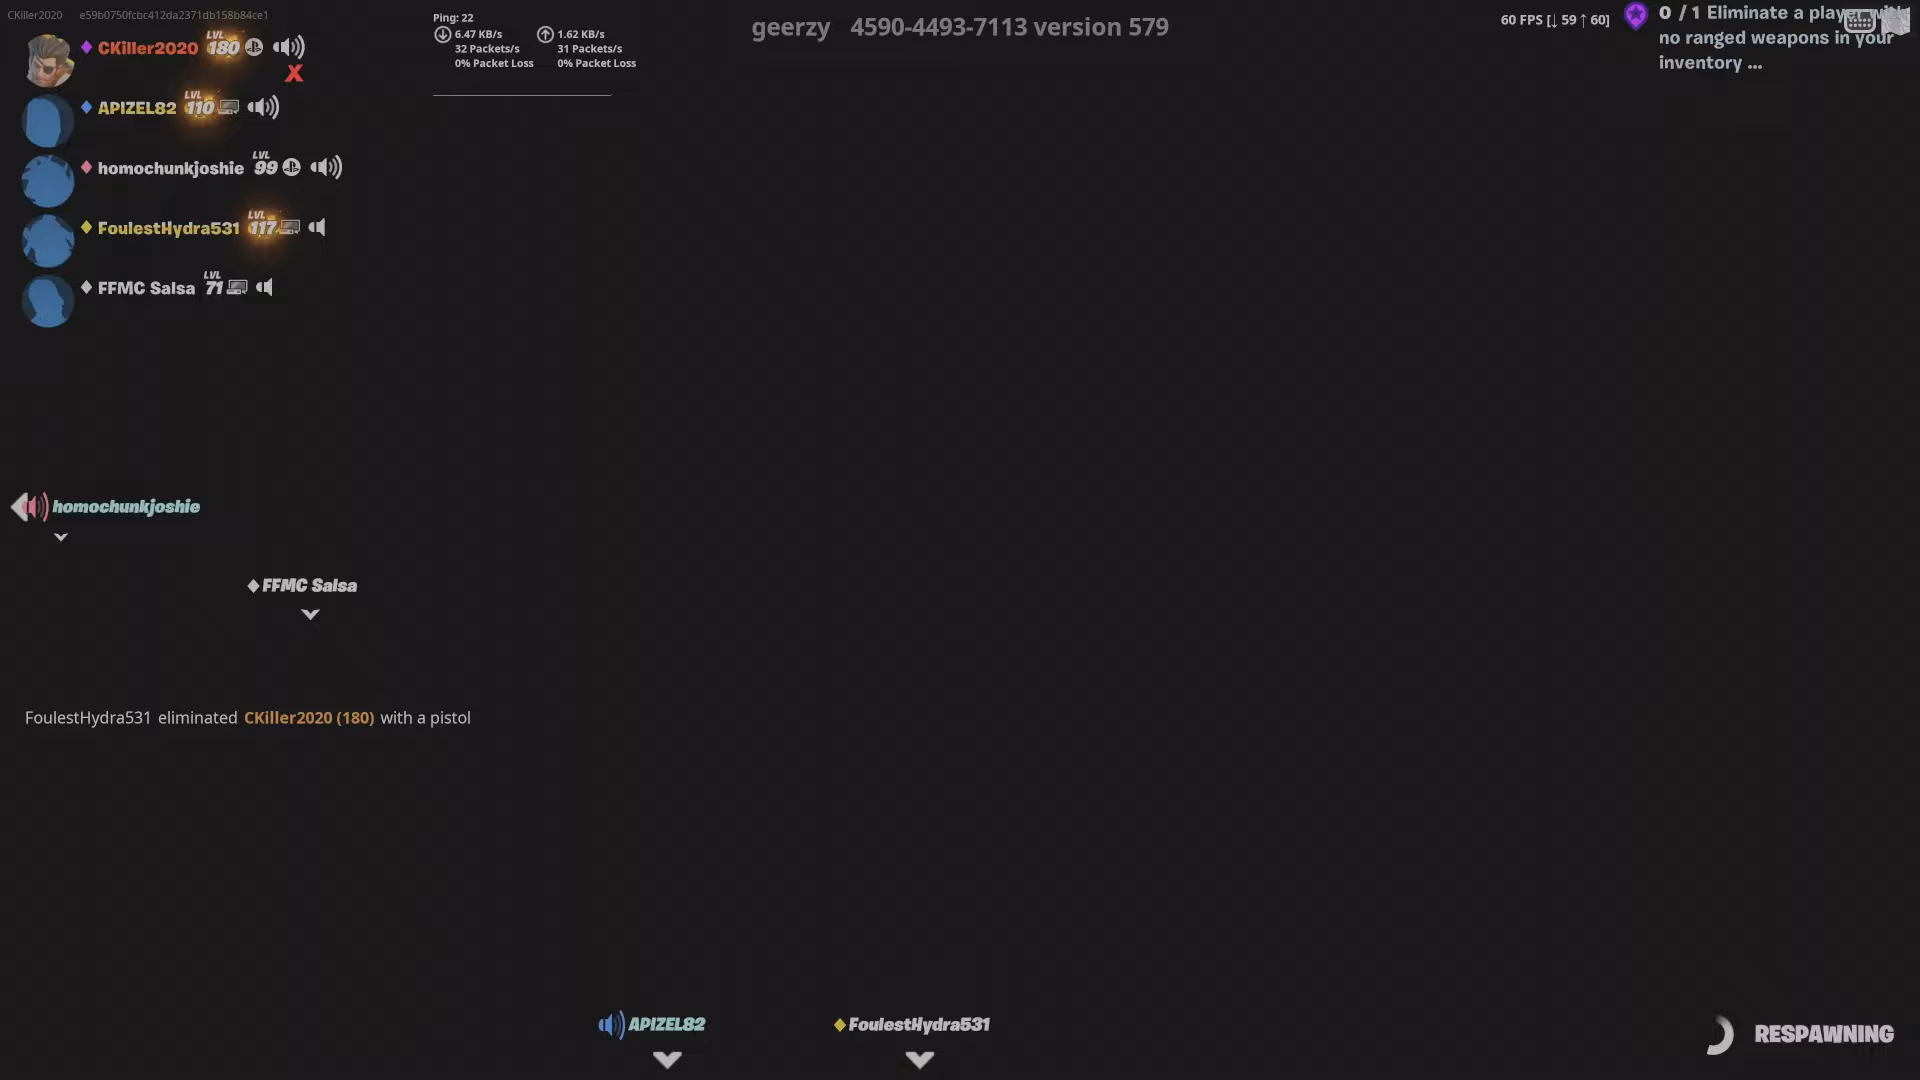 CKiller2020 e59b0750fcbc412da2371db158b84ce1
CKiller2020 LVL 180
X
APIZEL82 LVL 110
homochunkjoshie LVL 99
FoulestHydra531 LVL 117
FFMC Salsa LVL 71
Ping: 22
6.47 KB/s 1.62 KB/s
32 Packets/s 31 Packets/s
0% Packet Loss 0% Packet Loss
geerzy 4590-4493-7113 version 579
60 FPS [↓ 59 ↑ 60]
0 / 1 Eliminate a player with
no ranged weapons in your
inventory ...
homochunkjoshie
FFMC Salsa
FoulestHydra531 eliminated CKiller2020 (180) with a pistol
APIZEL82
FoulestHydra531
RESPAWNING